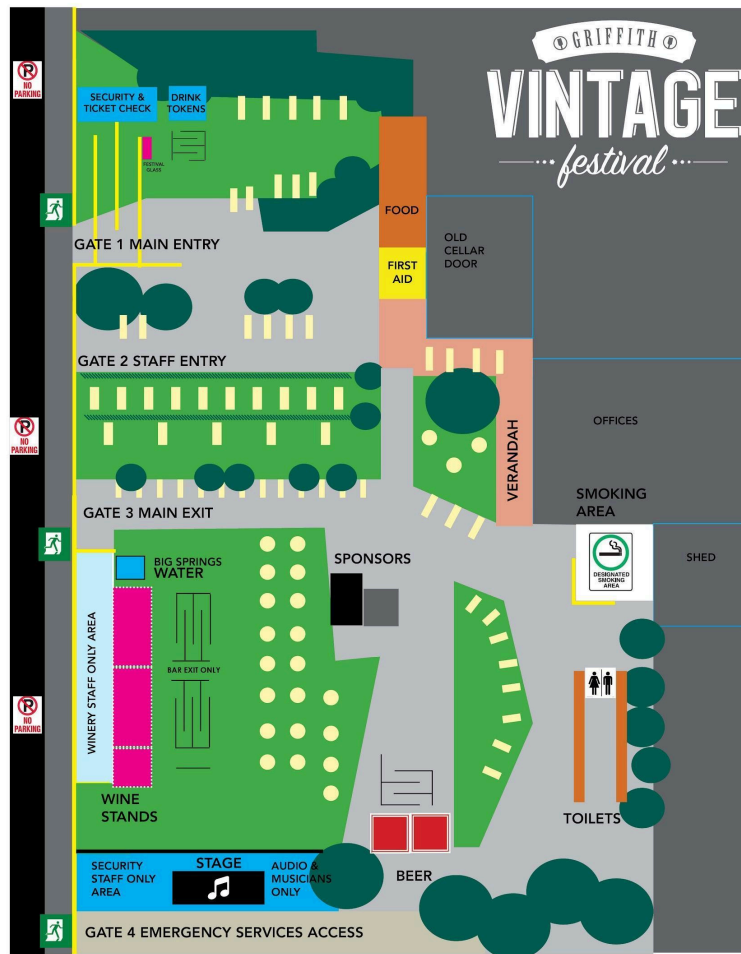 GRIFFITH
VINTAGE
festival
NO
PARKING
SECURITY &
TICKET CHECK
DRINK
TOKENS
FESTIVAL
GLASS
FOOD
OLD
CELLAR
DOOR
GATE 1 MAIN ENTRY
FIRST
AID
GATE 2 STAFF ENTRY
NO
PARKING
VERANDAH
OFFICES
SMOKING
AREA
GATE 3 MAIN EXIT
BIG SPRINGS
WATER
SPONSORS
DESIGNATED
SMOKING
AREA
SHED
WINERY STAFF ONLY AREA
BAR EXIT ONLY
NO
PARKING
WINE
STANDS
TOILETS
SECURITY
STAFF ONLY
AREA
STAGE
AUDIO &
MUSICIANS
ONLY
BEER
GATE 4 EMERGENCY SERVICES ACCESS